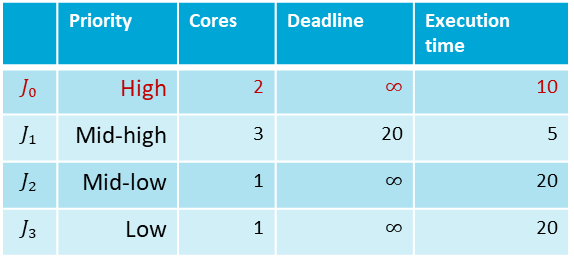 Priority Cores Deadline Execution time
J₀ High 2 ∞ 10
J₁ Mid-high 3 20 5
J₂ Mid-low 1 ∞ 20
J₃ Low 1 ∞ 20